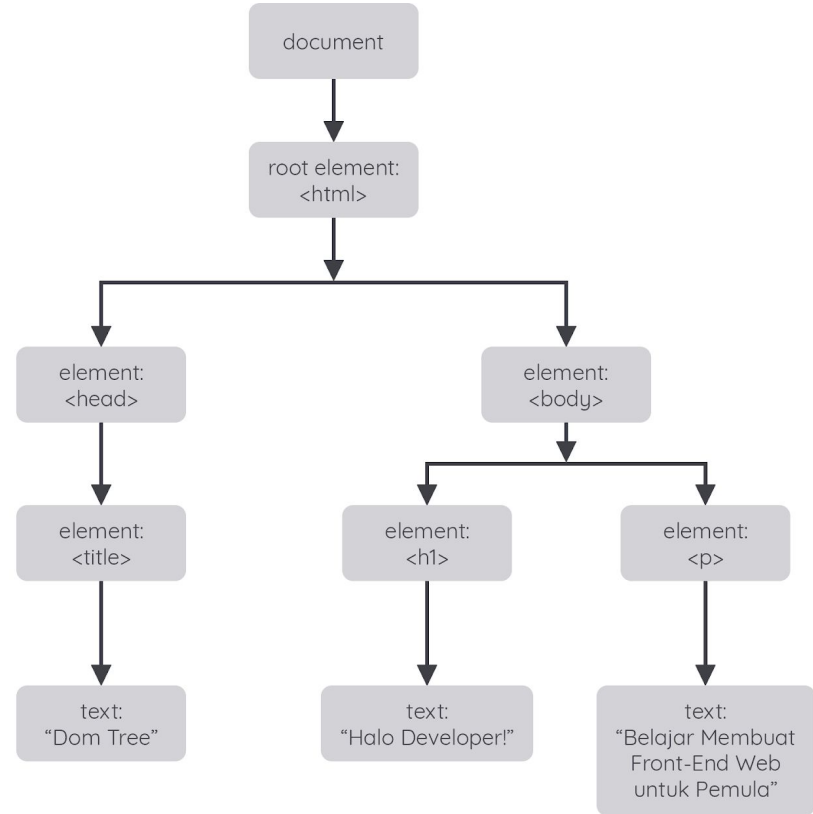 document
root element:
<html>
element:
<head>
element:
<body>
element:
<title>
element:
<h1>
element:
<p>
text:
“Dom Tree”
text:
“Halo Developer!”
text:
“Belajar Membuat
Front-End Web
untuk Pemula”